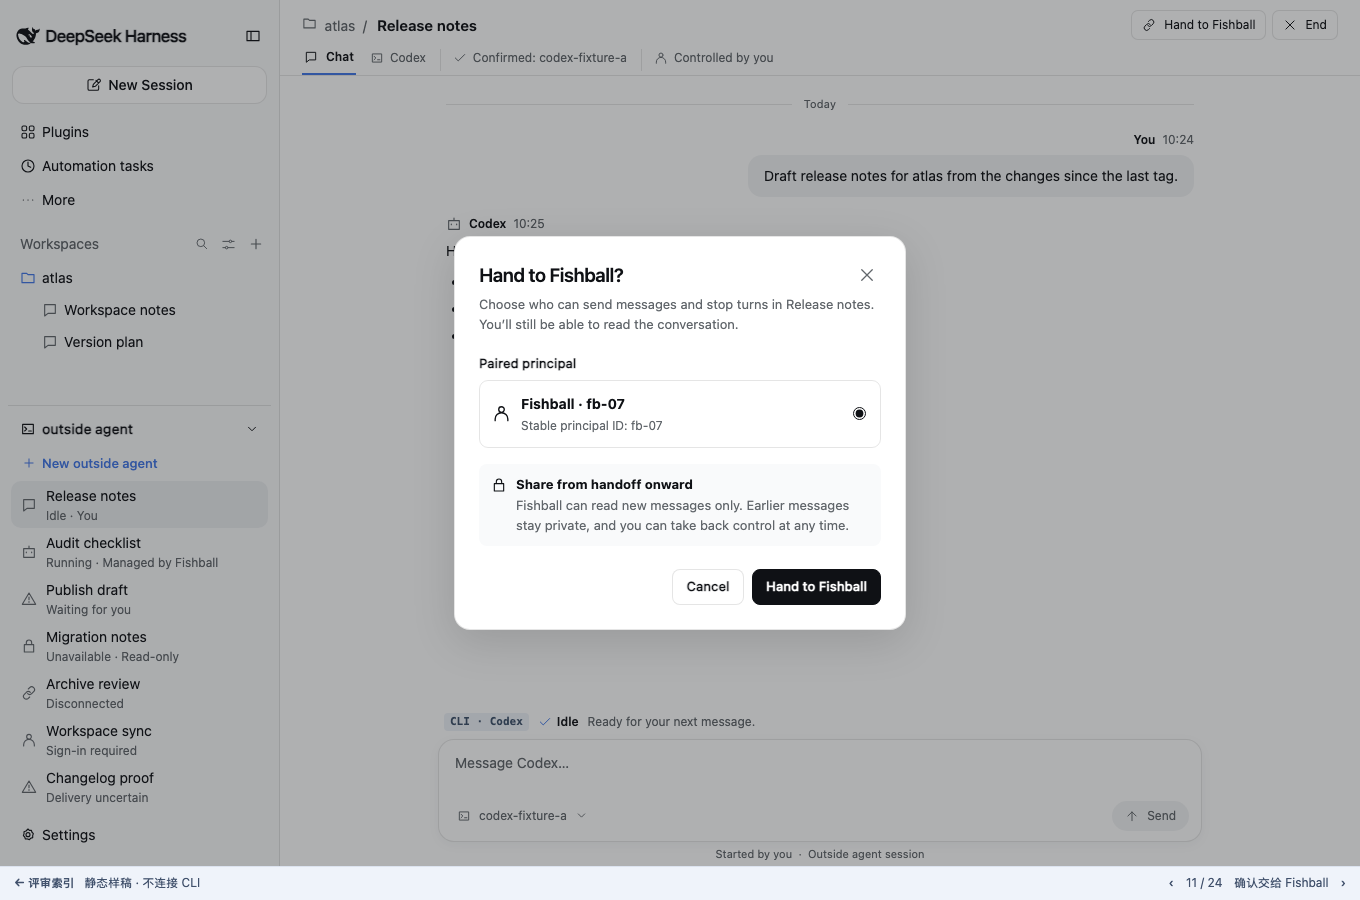 DeepSeek Harness
New Session
Plugins
Automation tasks
More
Workspaces
atlas
Workspace notes
Version plan
outside agent
New outside agent
Release notes
Idle · You
Audit checklist
Running · Managed by Fishball
Publish draft
Waiting for you
Migration notes
Unavailable · Read-only
Archive review
Disconnected
Workspace sync
Sign-in required
Changelog proof
Delivery uncertain
Settings
atlas / Release notes
Hand to Fishball
End
Chat
Codex
Confirmed: codex-fixture-a
Controlled by you
Today
You 10:24
Draft release notes for atlas from the changes since the last tag.
Codex 10:25
Hand to Fishball?
Choose who can send messages and stop turns in Release notes.
You'll still be able to read the conversation.
Paired principal
Fishball · fb-07
Stable principal ID: fb-07
Share from handoff onward
Fishball can read new messages only. Earlier messages
stay private, and you can take back control at any time.
Cancel
Hand to Fishball
CLI · Codex
Idle Ready for your next message.
Message Codex...
codex-fixture-a
Send
Started by you · Outside agent session
← 评审索引 静态样稿 · 不连接 CLI
‹ 11 / 24 确认交给 Fishball ›